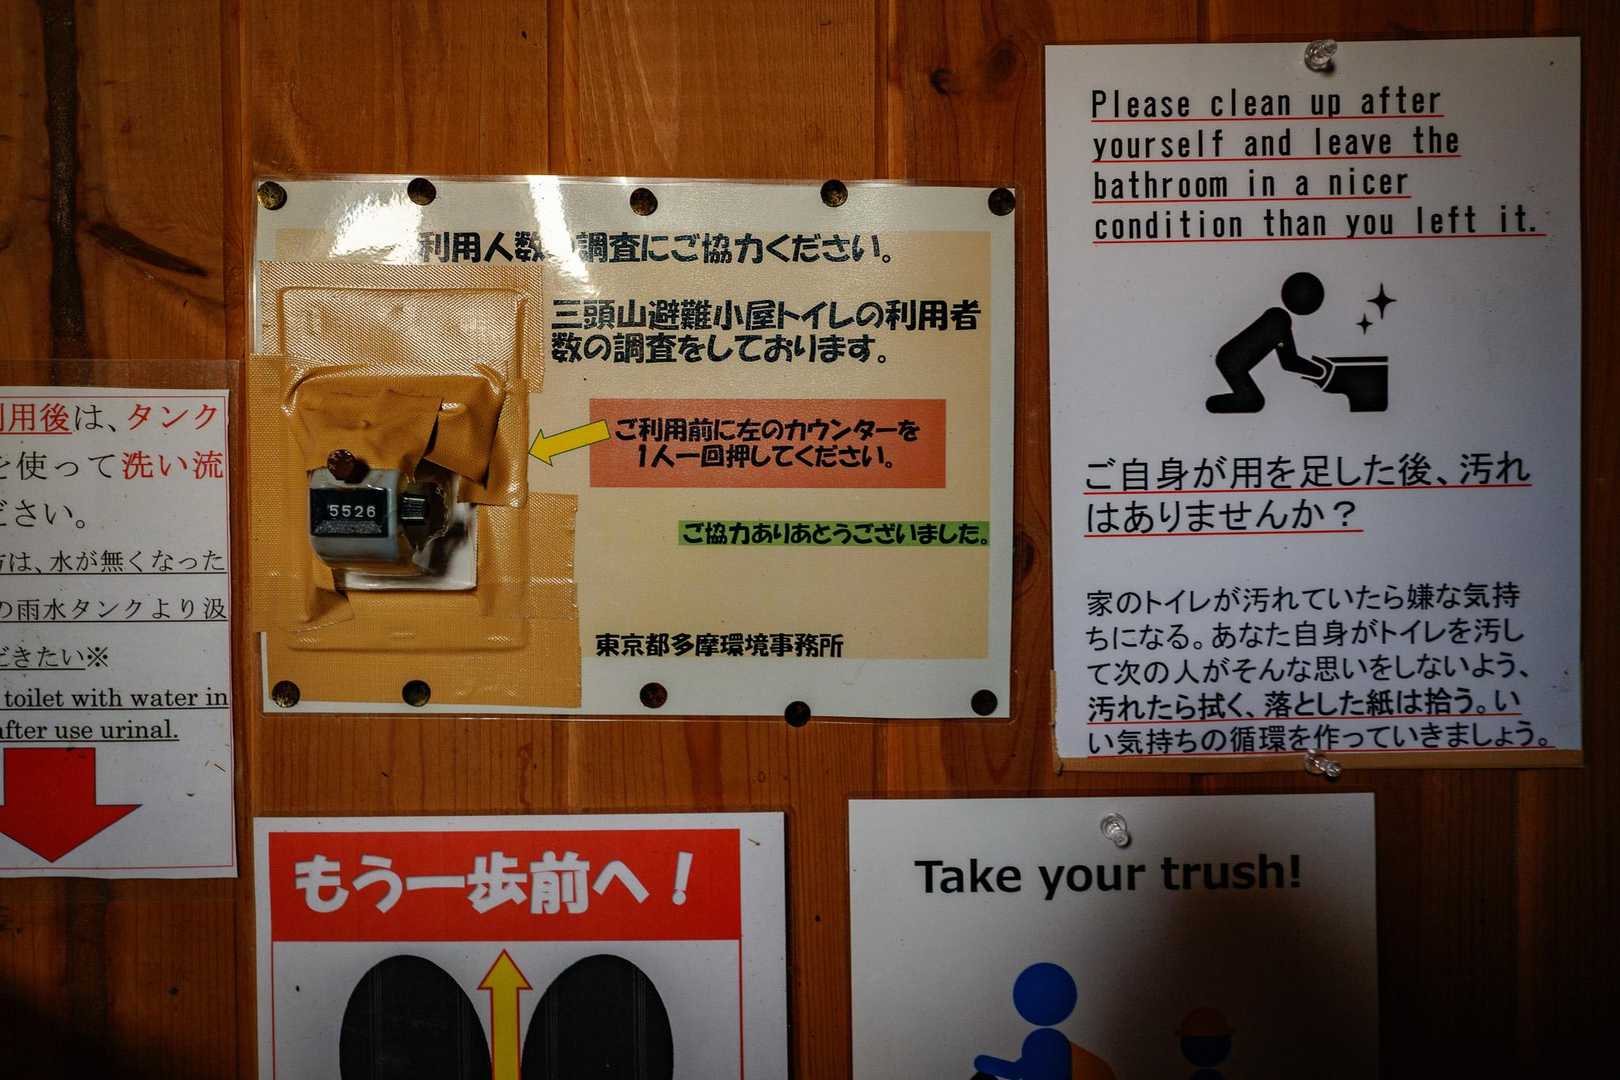 利用後は、タンク
を使って洗い流
ださい。
は、水が無くなった
の雨水タンクより汲
だきたい※
toilet with water in
after use urinal.
利用人数 調査にご協力ください。
三頭山避難小屋トイレの利用者
数の調査をしております。
ご利用前に左のカウンターを
1人一回押してください。
ご協力ありあとうございました。
東京都多摩環境事務所
5526
Please clean up after
yourself and leave the
bathroom in a nicer
condition than you left it.
ご自身が用を足した後、汚れ
はありませんか？
家のトイレが汚れていたら嫌な気持
ちになる。あなた自身がトイレを汚し
て次の人がそんな思いをしないよう、
汚れたら拭く、落とした紙は拾う。い
い気持ちの循環を作っていきましょう。
もう一歩前へ！
Take your trush!